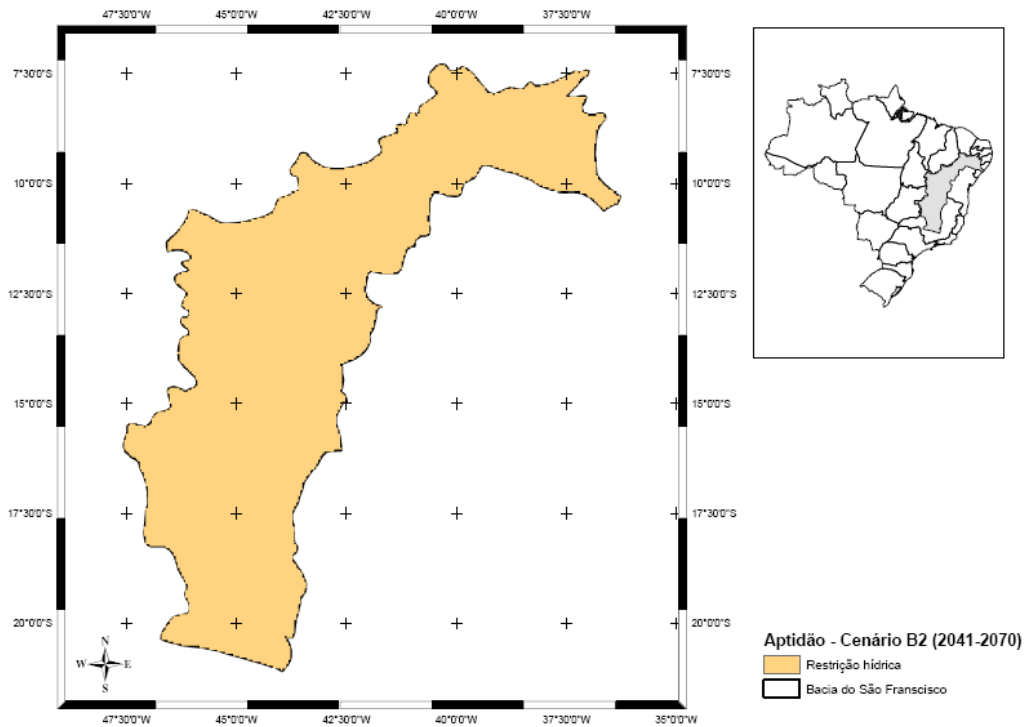 47°30'0"W 45°0'0"W 42°30'0"W 40°0'0"W 37°30'0"W
7°30'0"S 7°30'0"S
10°0'0"S 10°0'0"S
12°30'0"S 12°30'0"S
15°0'0"S 15°0'0"S
17°30'0"S 17°30'0"S
20°0'0"S 20°0'0"S
N
W E
S
47°30'0"W 45°0'0"W 42°30'0"W 40°0'0"W 37°30'0"W 35°0'0"W
Aptidão - Cenário B2 (2041-2070)
Restrição hídrica
Bacia do São Franscisco